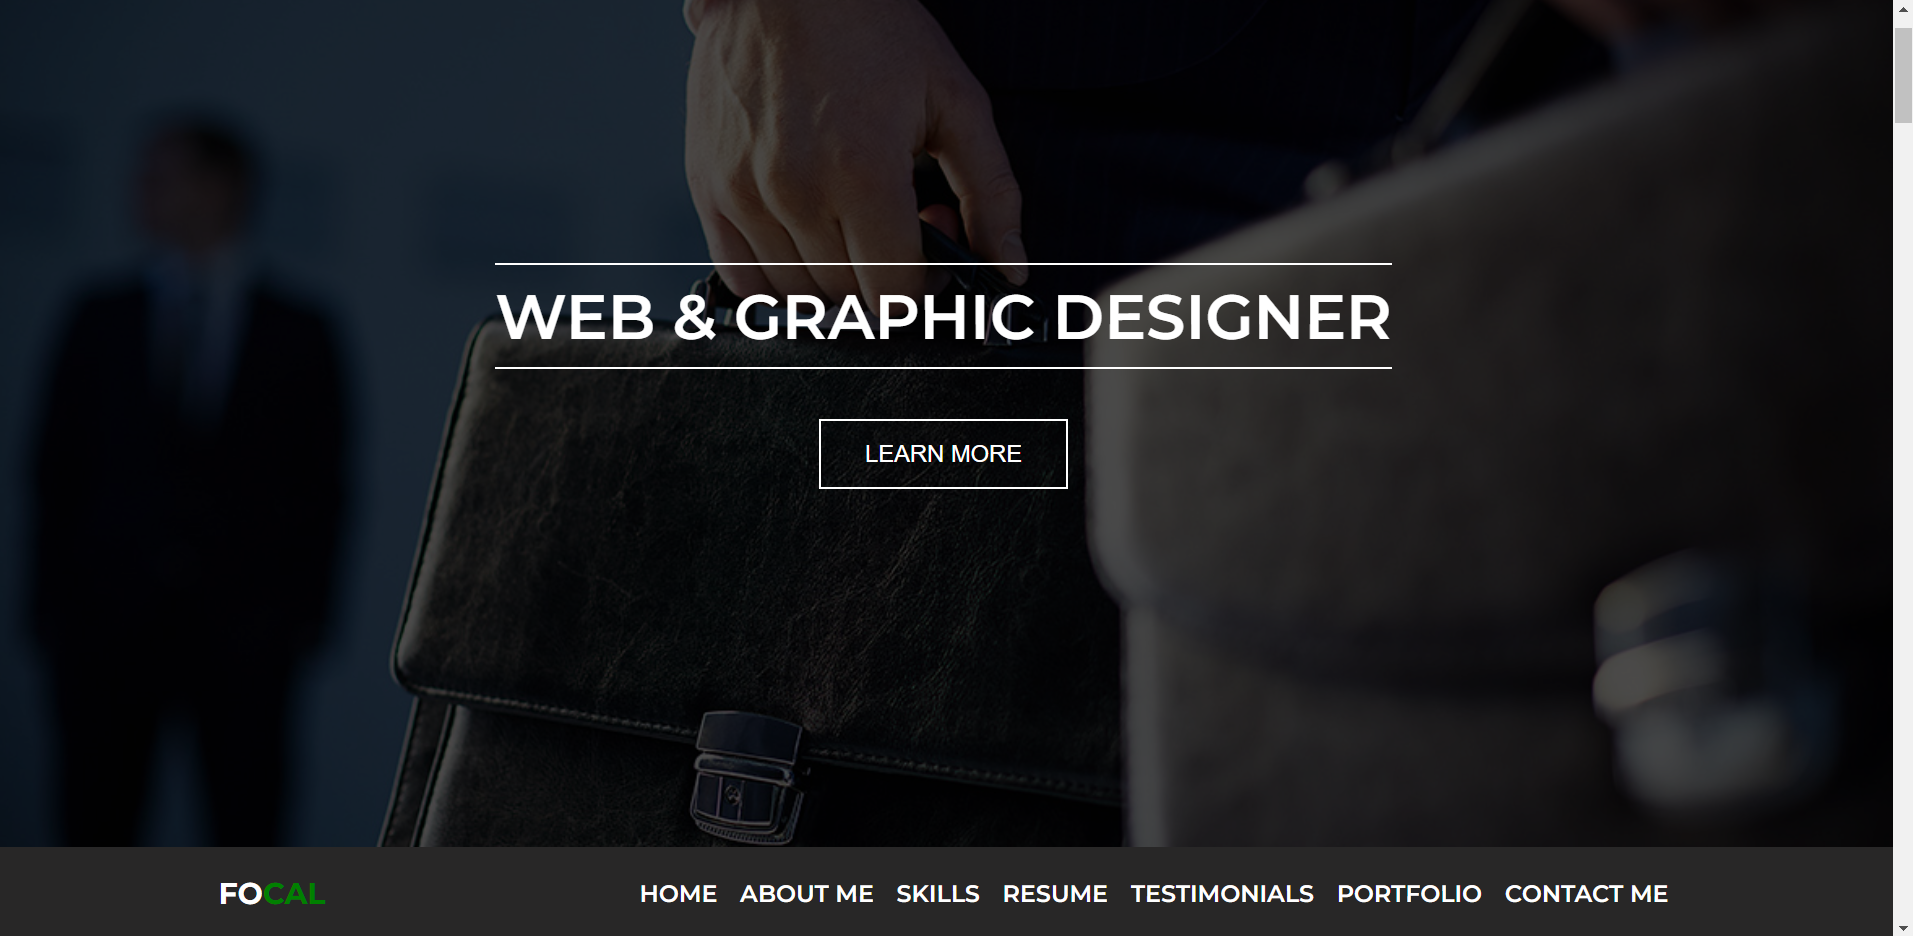 WEB & GRAPHIC DESIGNER
LEARN MORE
FOCAL HOME ABOUT ME SKILLS RESUME TESTIMONIALS PORTFOLIO CONTACT ME